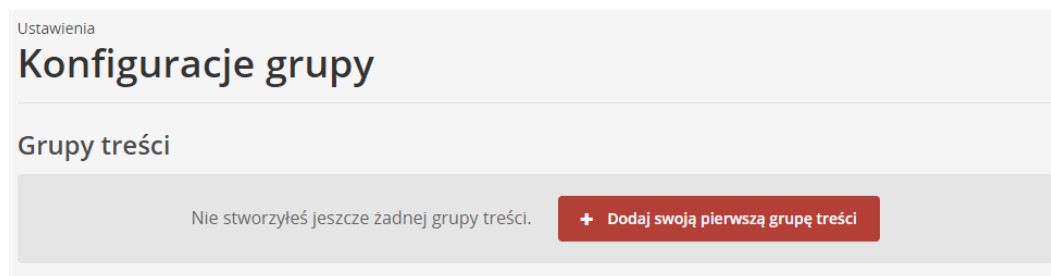 Ustawienia
Konfiguracje grupy
Grupy treści
Nie stworzyłeś jeszcze żadnej grupy treści.
+ Dodaj swoją pierwszą grupę treści